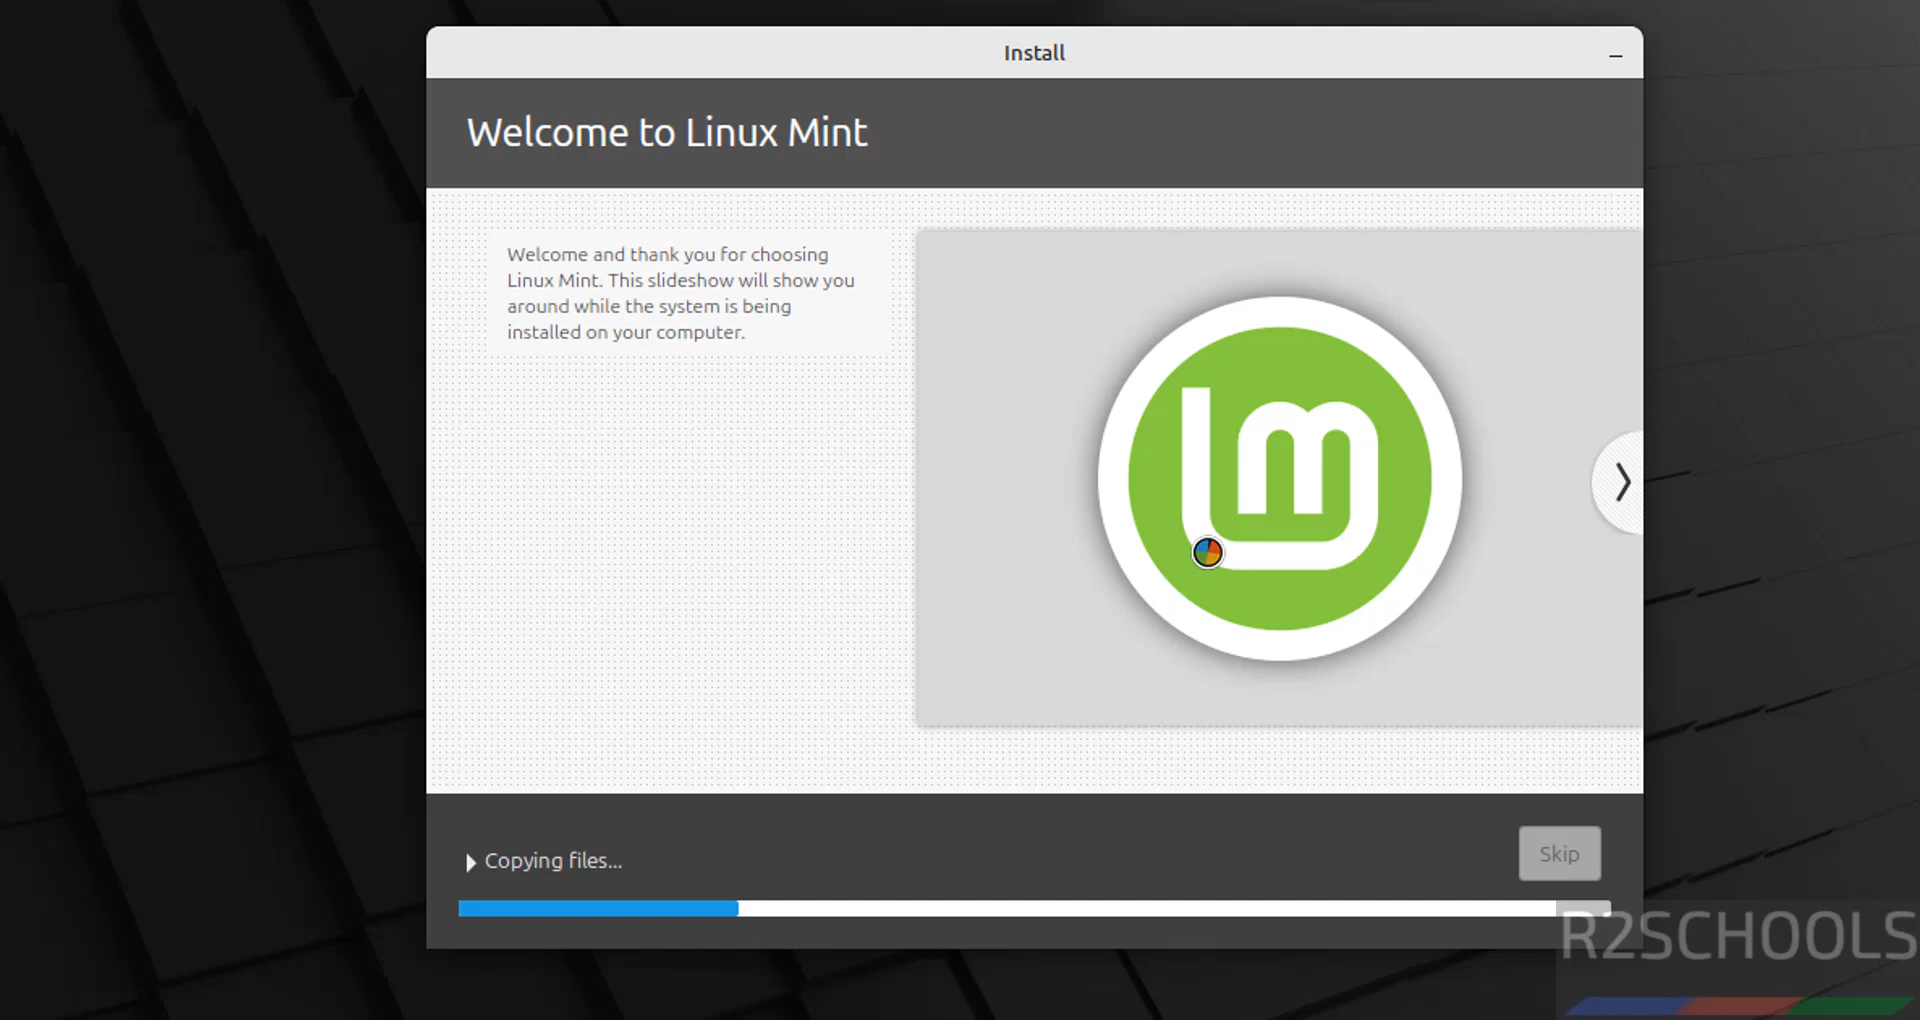 Install
Welcome to Linux Mint
Welcome and thank you for choosing
Linux Mint. This slideshow will show you
around while the system is being
installed on your computer.
lm
Copying files...
Skip
R2SCHOOLS